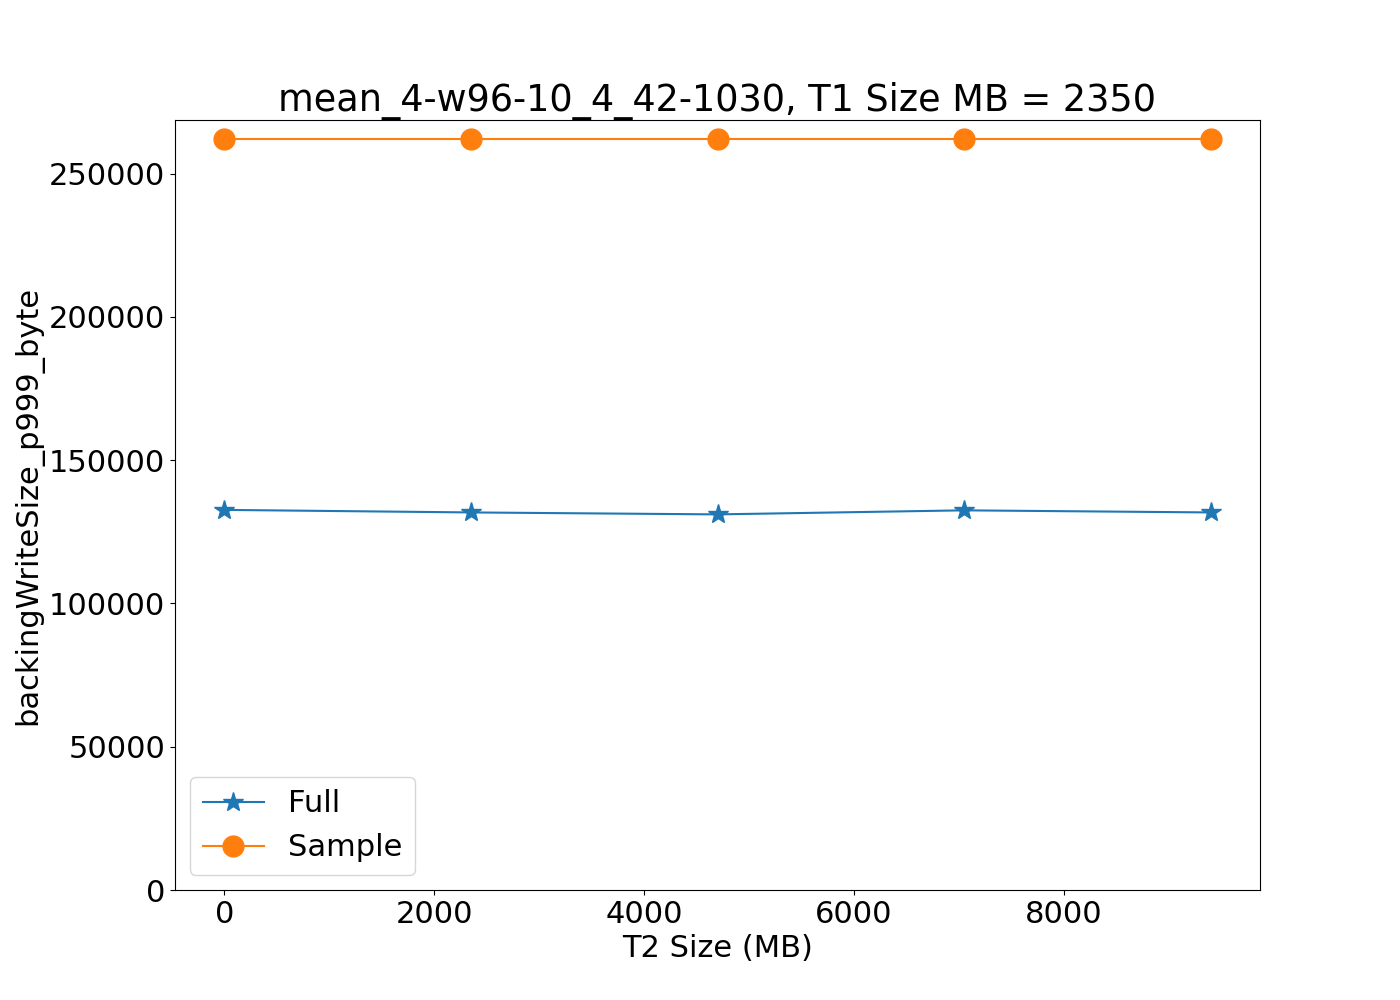 mean_4-w96-10_4_42-1030, T1 Size MB = 2350
backingWriteSize_p999_byte
250000
200000
150000
100000
50000
0
Full
Sample
0 2000 4000 6000 8000
T2 Size (MB)